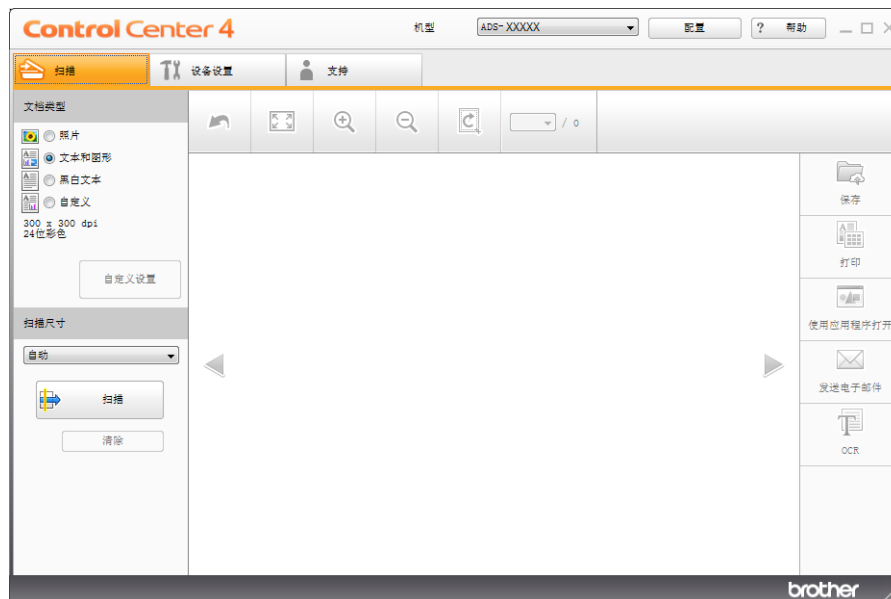 Control Center 4
机型
ADS-XXXXX
配置
? 帮助
扫描
设备设置
支持
文档类型
照片
文本和图形
黑白文本
自定义
300 x 300 dpi
24位彩色
自定义设置
扫描尺寸
自动
扫描
清除
/ 0
保存
打印
使用应用程序打开
发送电子邮件
OCR
brother